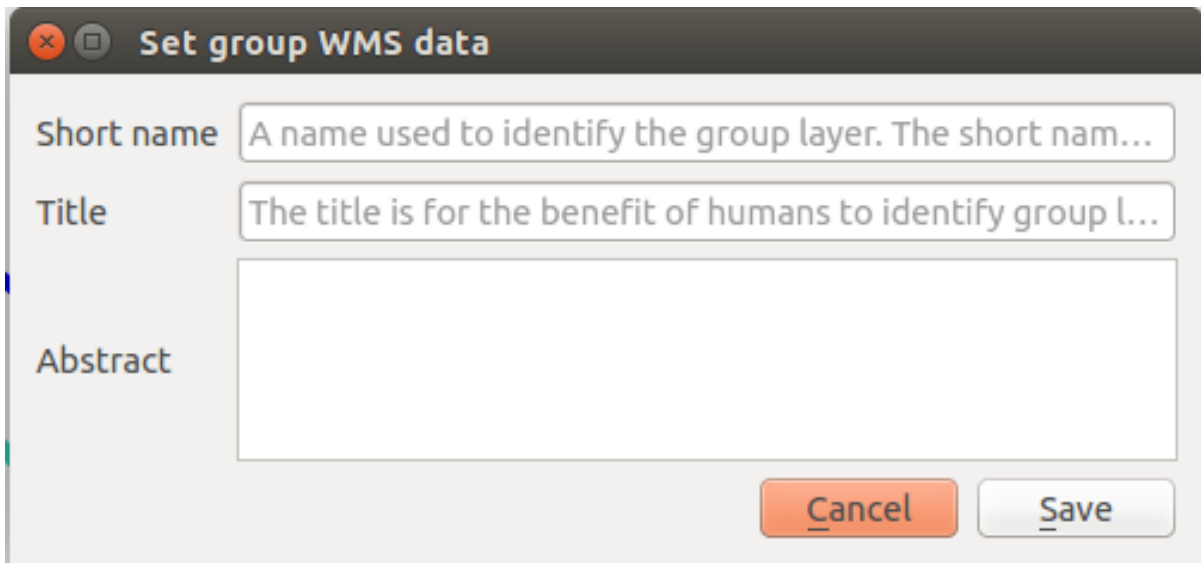 Set group WMS data
Short name A name used to identify the group layer. The short nam…
Title The title is for the benefit of humans to identify group l…
Abstract
Cancel Save